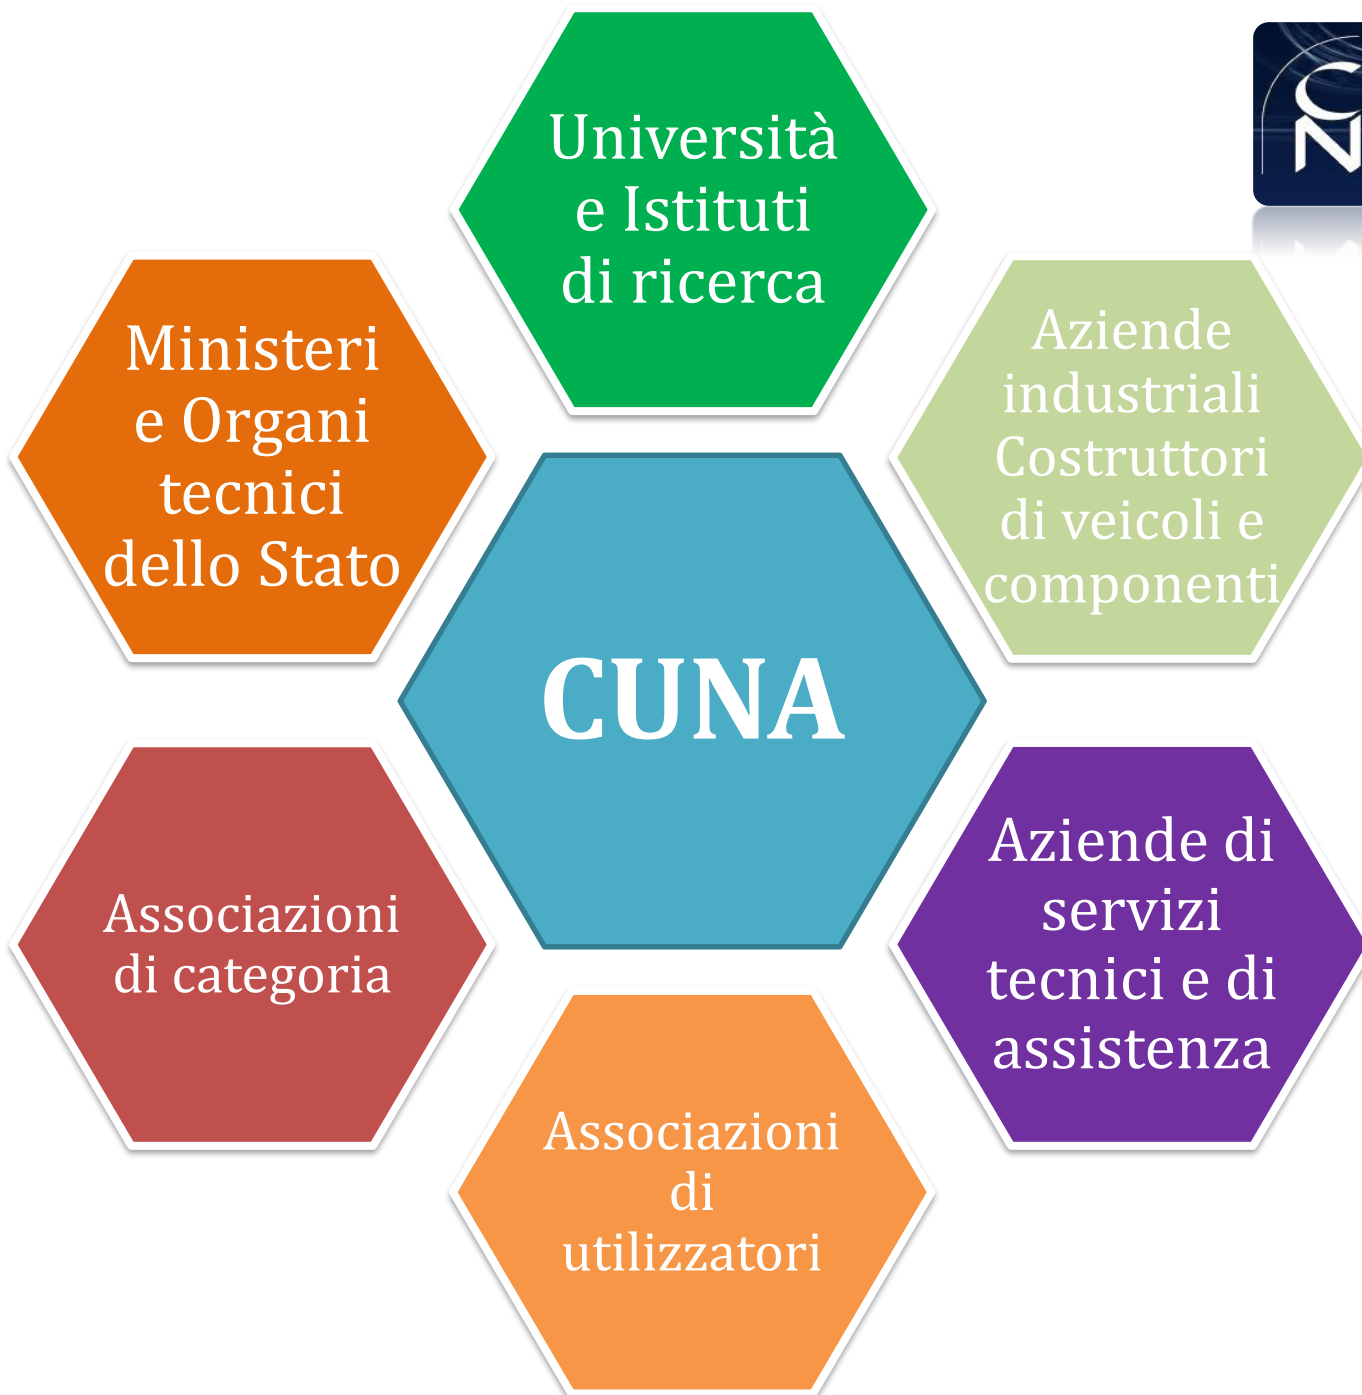 Università
e Istituti
di ricerca
C
N
Ministeri
e Organi
tecnici
dello Stato
Aziende
industriali
Costruttori
di veicoli e
componenti
CUNA
Associazioni
di categoria
Aziende di
servizi
tecnici e di
assistenza
Associazioni
di
utilizzatori